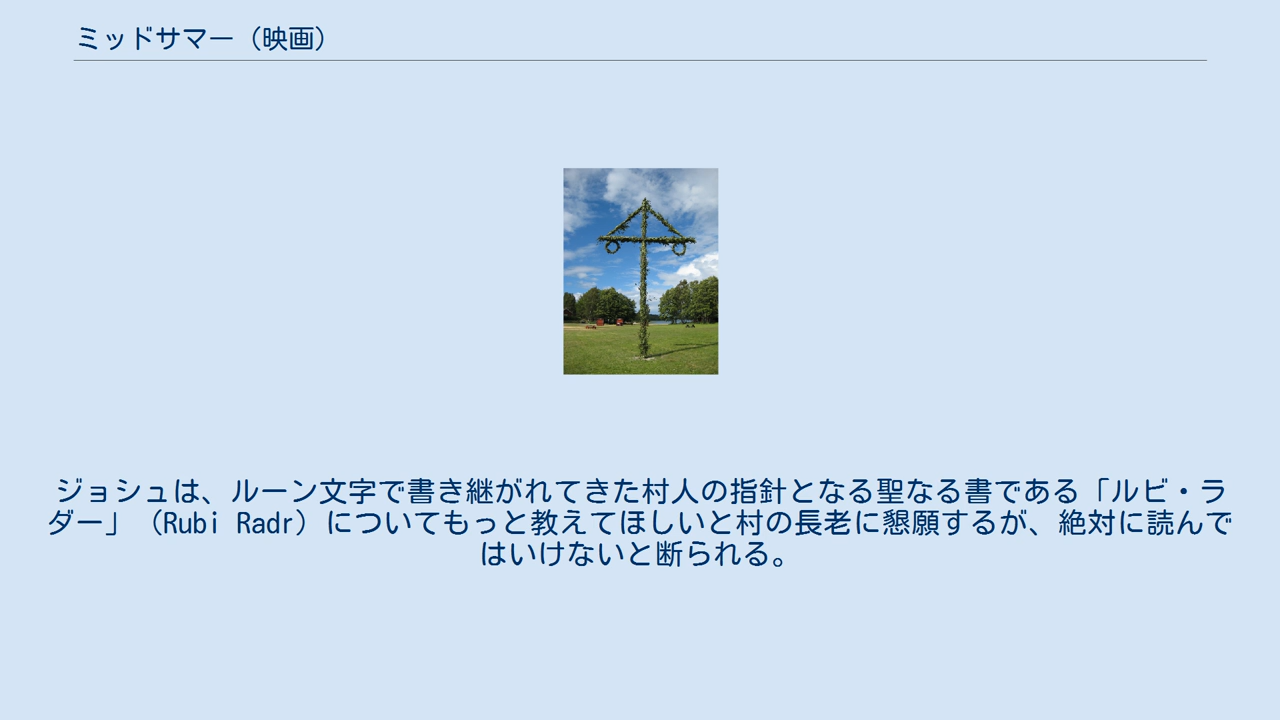 ミッドサマー（映画）
ジョシュは、ルーン文字で書き継がれてきた村人の指針となる聖なる書である「ルビ・ラ
ダー」（Rubi Radr）についてもっと教えてほしいと村の長老に懇願するが、絶対に読んで
はいけないと断られる。